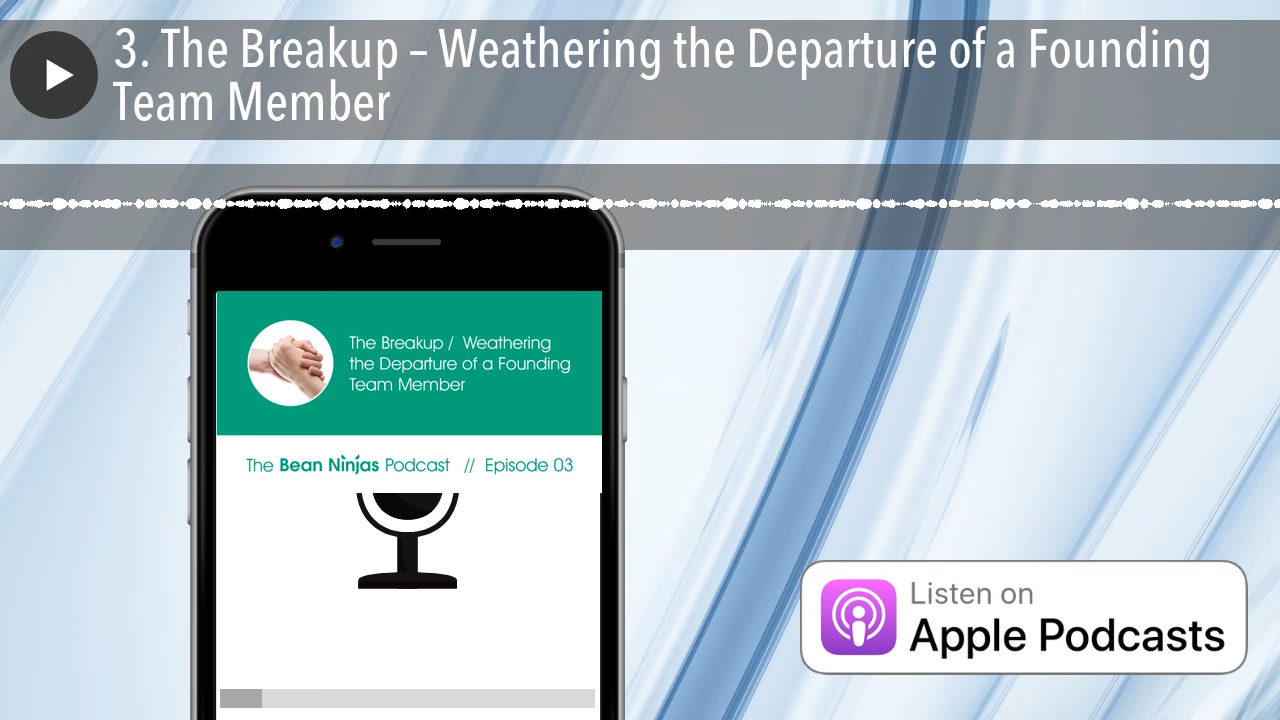 3. The Breakup – Weathering the Departure of a Founding
Team Member
The Breakup / Weathering
the Departure of a Founding
Team Member
The Bean Ninjas Podcast // Episode 03
Listen on
Apple Podcasts